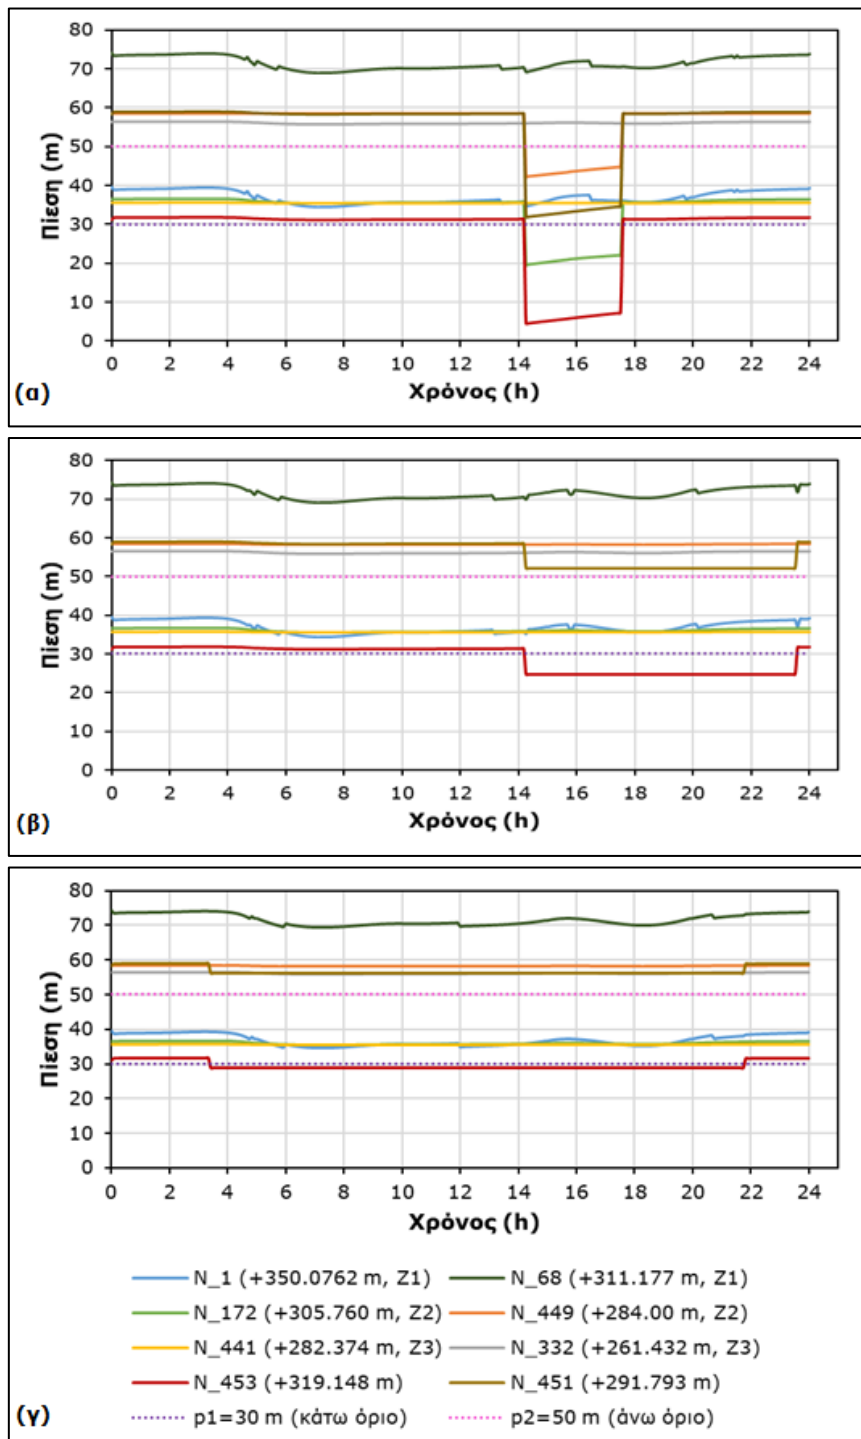 80
70
60
50
40
30
20
10
0
Πίεση (m)
0 2 4 6 8 10 12 14 16 18 20 22 24
Χρόνος (h)
(α)
80
70
60
50
40
30
20
10
0
Πίεση (m)
0 2 4 6 8 10 12 14 16 18 20 22 24
Χρόνος (h)
(β)
80
70
60
50
40
30
20
10
0
Πίεση (m)
0 2 4 6 8 10 12 14 16 18 20 22 24
Χρόνος (h)
N_1 (+350.0762 m, Z1) N_68 (+311.177 m, Z1)
N_172 (+305.760 m, Z2) N_449 (+284.00 m, Z2)
N_441 (+282.374 m, Z3) N_332 (+261.432 m, Z3)
N_453 (+319.148 m) N_451 (+291.793 m)
p1=30 m (κάτω όριο) p2=50 m (άνω όριο)
(γ)